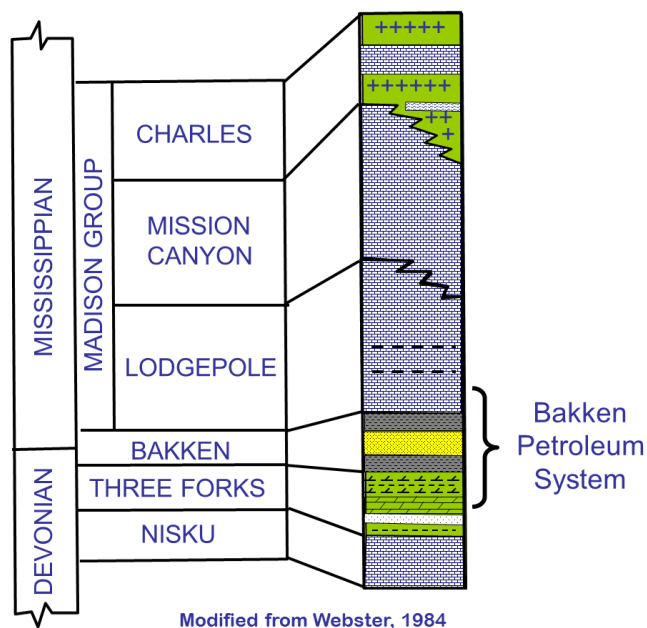 MISSISSIPPIAN
DEVONIAN
MADISON GROUP
CHARLES
MISSION
CANYON
LODGEPOLE
BAKKEN
THREE FORKS
NISKU
Bakken
Petroleum
System
Modified from Webster, 1984